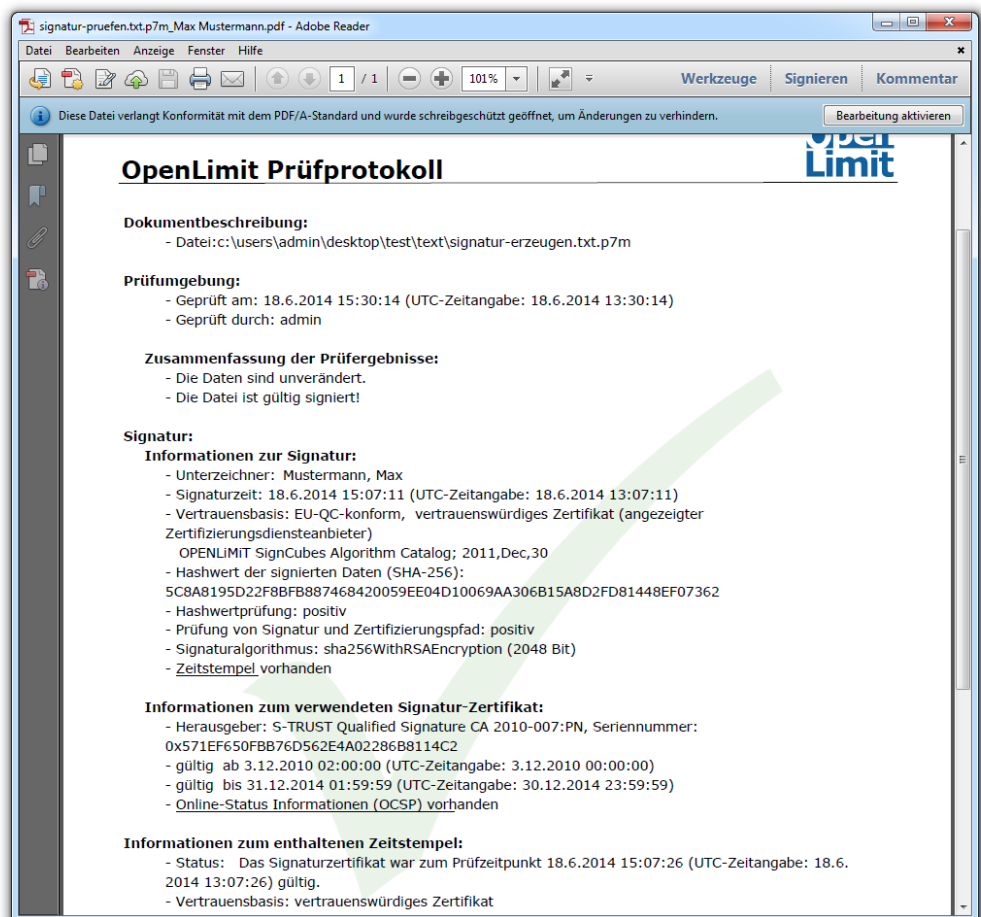 signatur-pruefen.txt.p7m_Max Mustermann.pdf - Adobe Reader
Datei Bearbeiten Anzeige Fenster Hilfe
1 / 1 101% Werkzeuge Signieren Kommentar
Diese Datei verlangt Konformität mit dem PDF/A-Standard und wurde schreibgeschützt geöffnet, um Änderungen zu verhindern. Bearbeitung aktivieren
Open
Limit
OpenLimit Prüfprotokoll
Dokumentbeschreibung:
- Datei:c:\users\admin\desktop\test\text\signatur-erzeugen.txt.p7m
Prüfumgebung:
- Geprüft am: 18.6.2014 15:30:14 (UTC-Zeitangabe: 18.6.2014 13:30:14)
- Geprüft durch: admin
Zusammenfassung der Prüfergebnisse:
- Die Daten sind unverändert.
- Die Datei ist gültig signiert!
Signatur:
Informationen zur Signatur:
- Unterzeichner: Mustermann, Max
- Signaturzeit: 18.6.2014 15:07:11 (UTC-Zeitangabe: 18.6.2014 13:07:11)
- Vertrauensbasis: EU-QC-konform, vertrauenswürdiges Zertifikat (angezeigter
Zertifizierungsdiensteanbieter)
OPENLiMiT SignCubes Algorithm Catalog; 2011,Dec,30
- Hashwert der signierten Daten (SHA-256):
5C8A8195D22F8BFB887468420059EE04D10069AA306B15A8D2FD81448EF07362
- Hashwertprüfung: positiv
- Prüfung von Signatur und Zertifizierungspfad: positiv
- Signaturalgorithmus: sha256WithRSAEncryption (2048 Bit)
- Zeitstempel vorhanden
Informationen zum verwendeten Signatur-Zertifikat:
- Herausgeber: S-TRUST Qualified Signature CA 2010-007:PN, Seriennummer:
0x571EF650FBB76D562E4A02286B8114C2
- gültig ab 3.12.2010 02:00:00 (UTC-Zeitangabe: 3.12.2010 00:00:00)
- gültig bis 31.12.2014 01:59:59 (UTC-Zeitangabe: 30.12.2014 23:59:59)
- Online-Status Informationen (OCSP) vorhanden
Informationen zum enthaltenen Zeitstempel:
- Status: Das Signaturzertifikat war zum Prüfzeitpunkt 18.6.2014 15:07:26 (UTC-Zeitangabe: 18.6.
2014 13:07:26) gültig.
- Vertrauensbasis: vertrauenswürdiges Zertifikat